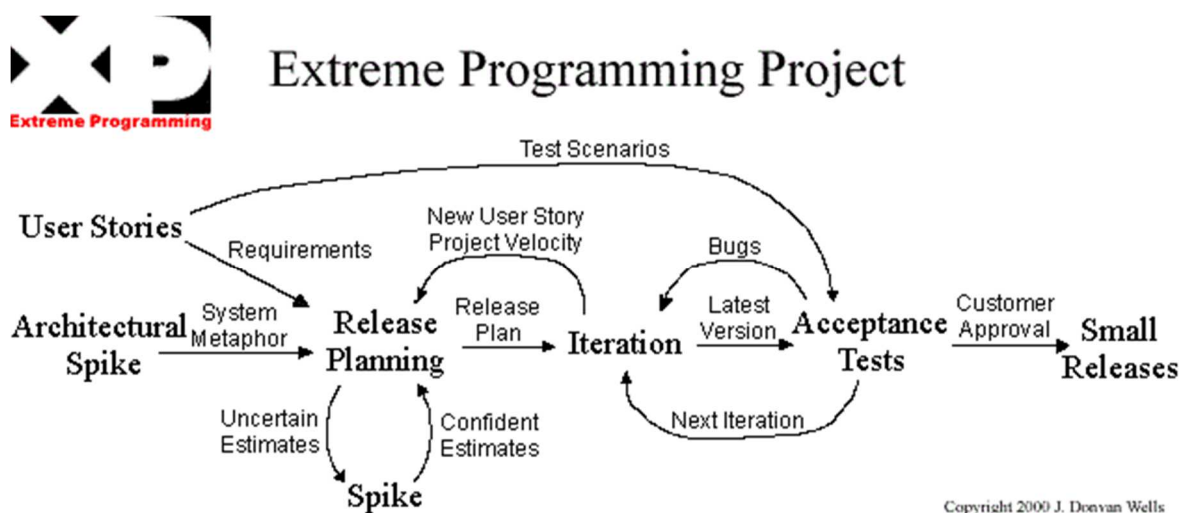 XP
Extreme Programming
Extreme Programming Project
Test Scenarios
User Stories
Requirements
New User Story
Project Velocity
Bugs
Architectural
Spike
System
Metaphor
Release
Planning
Release
Plan
Iteration
Latest
Version
Acceptance
Tests
Customer
Approval
Small
Releases
Uncertain
Estimates
Confident
Estimates
Next Iteration
Spike
Copyright 2000 J. Donvan Wells